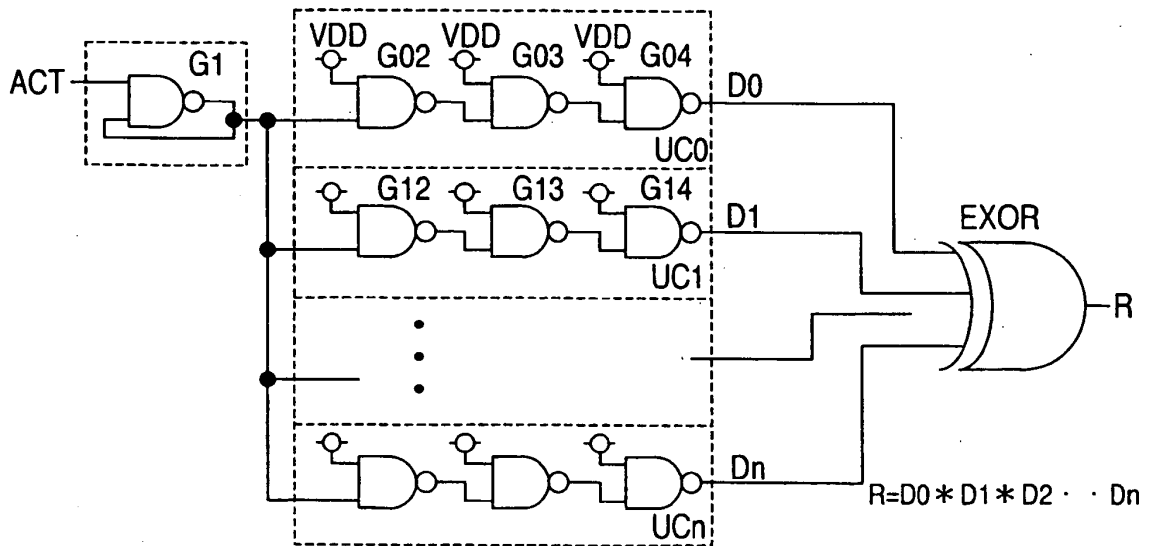 VDD VDD VDD
G1 G02 G03 G04
ACT D0
UC0
G12 G13 G14
D1 EXOR
UC1
R
Dn
R=D0*D1*D2 · · Dn
UCn